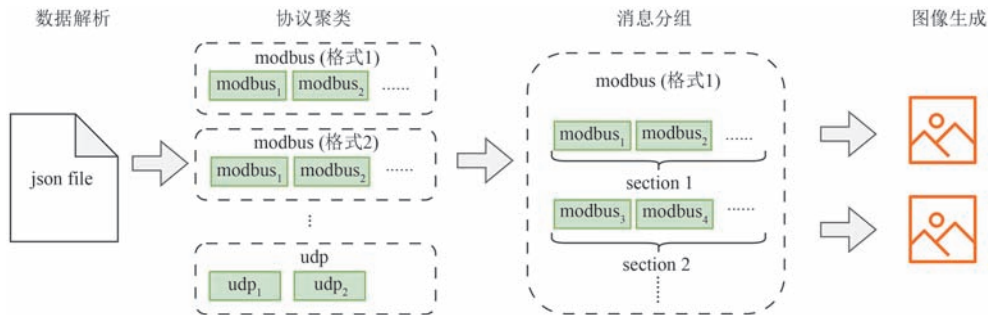 数据解析
协议聚类
消息分组
图像生成
json file
modbus (格式1)
modbus₁ modbus₂ ······
modbus (格式2)
modbus₁ modbus₂ ······
⋮
udp
udp₁ udp₂
modbus (格式1)
modbus₁ modbus₂ ······
section 1
modbus₃ modbus₄ ······
section 2
⋮